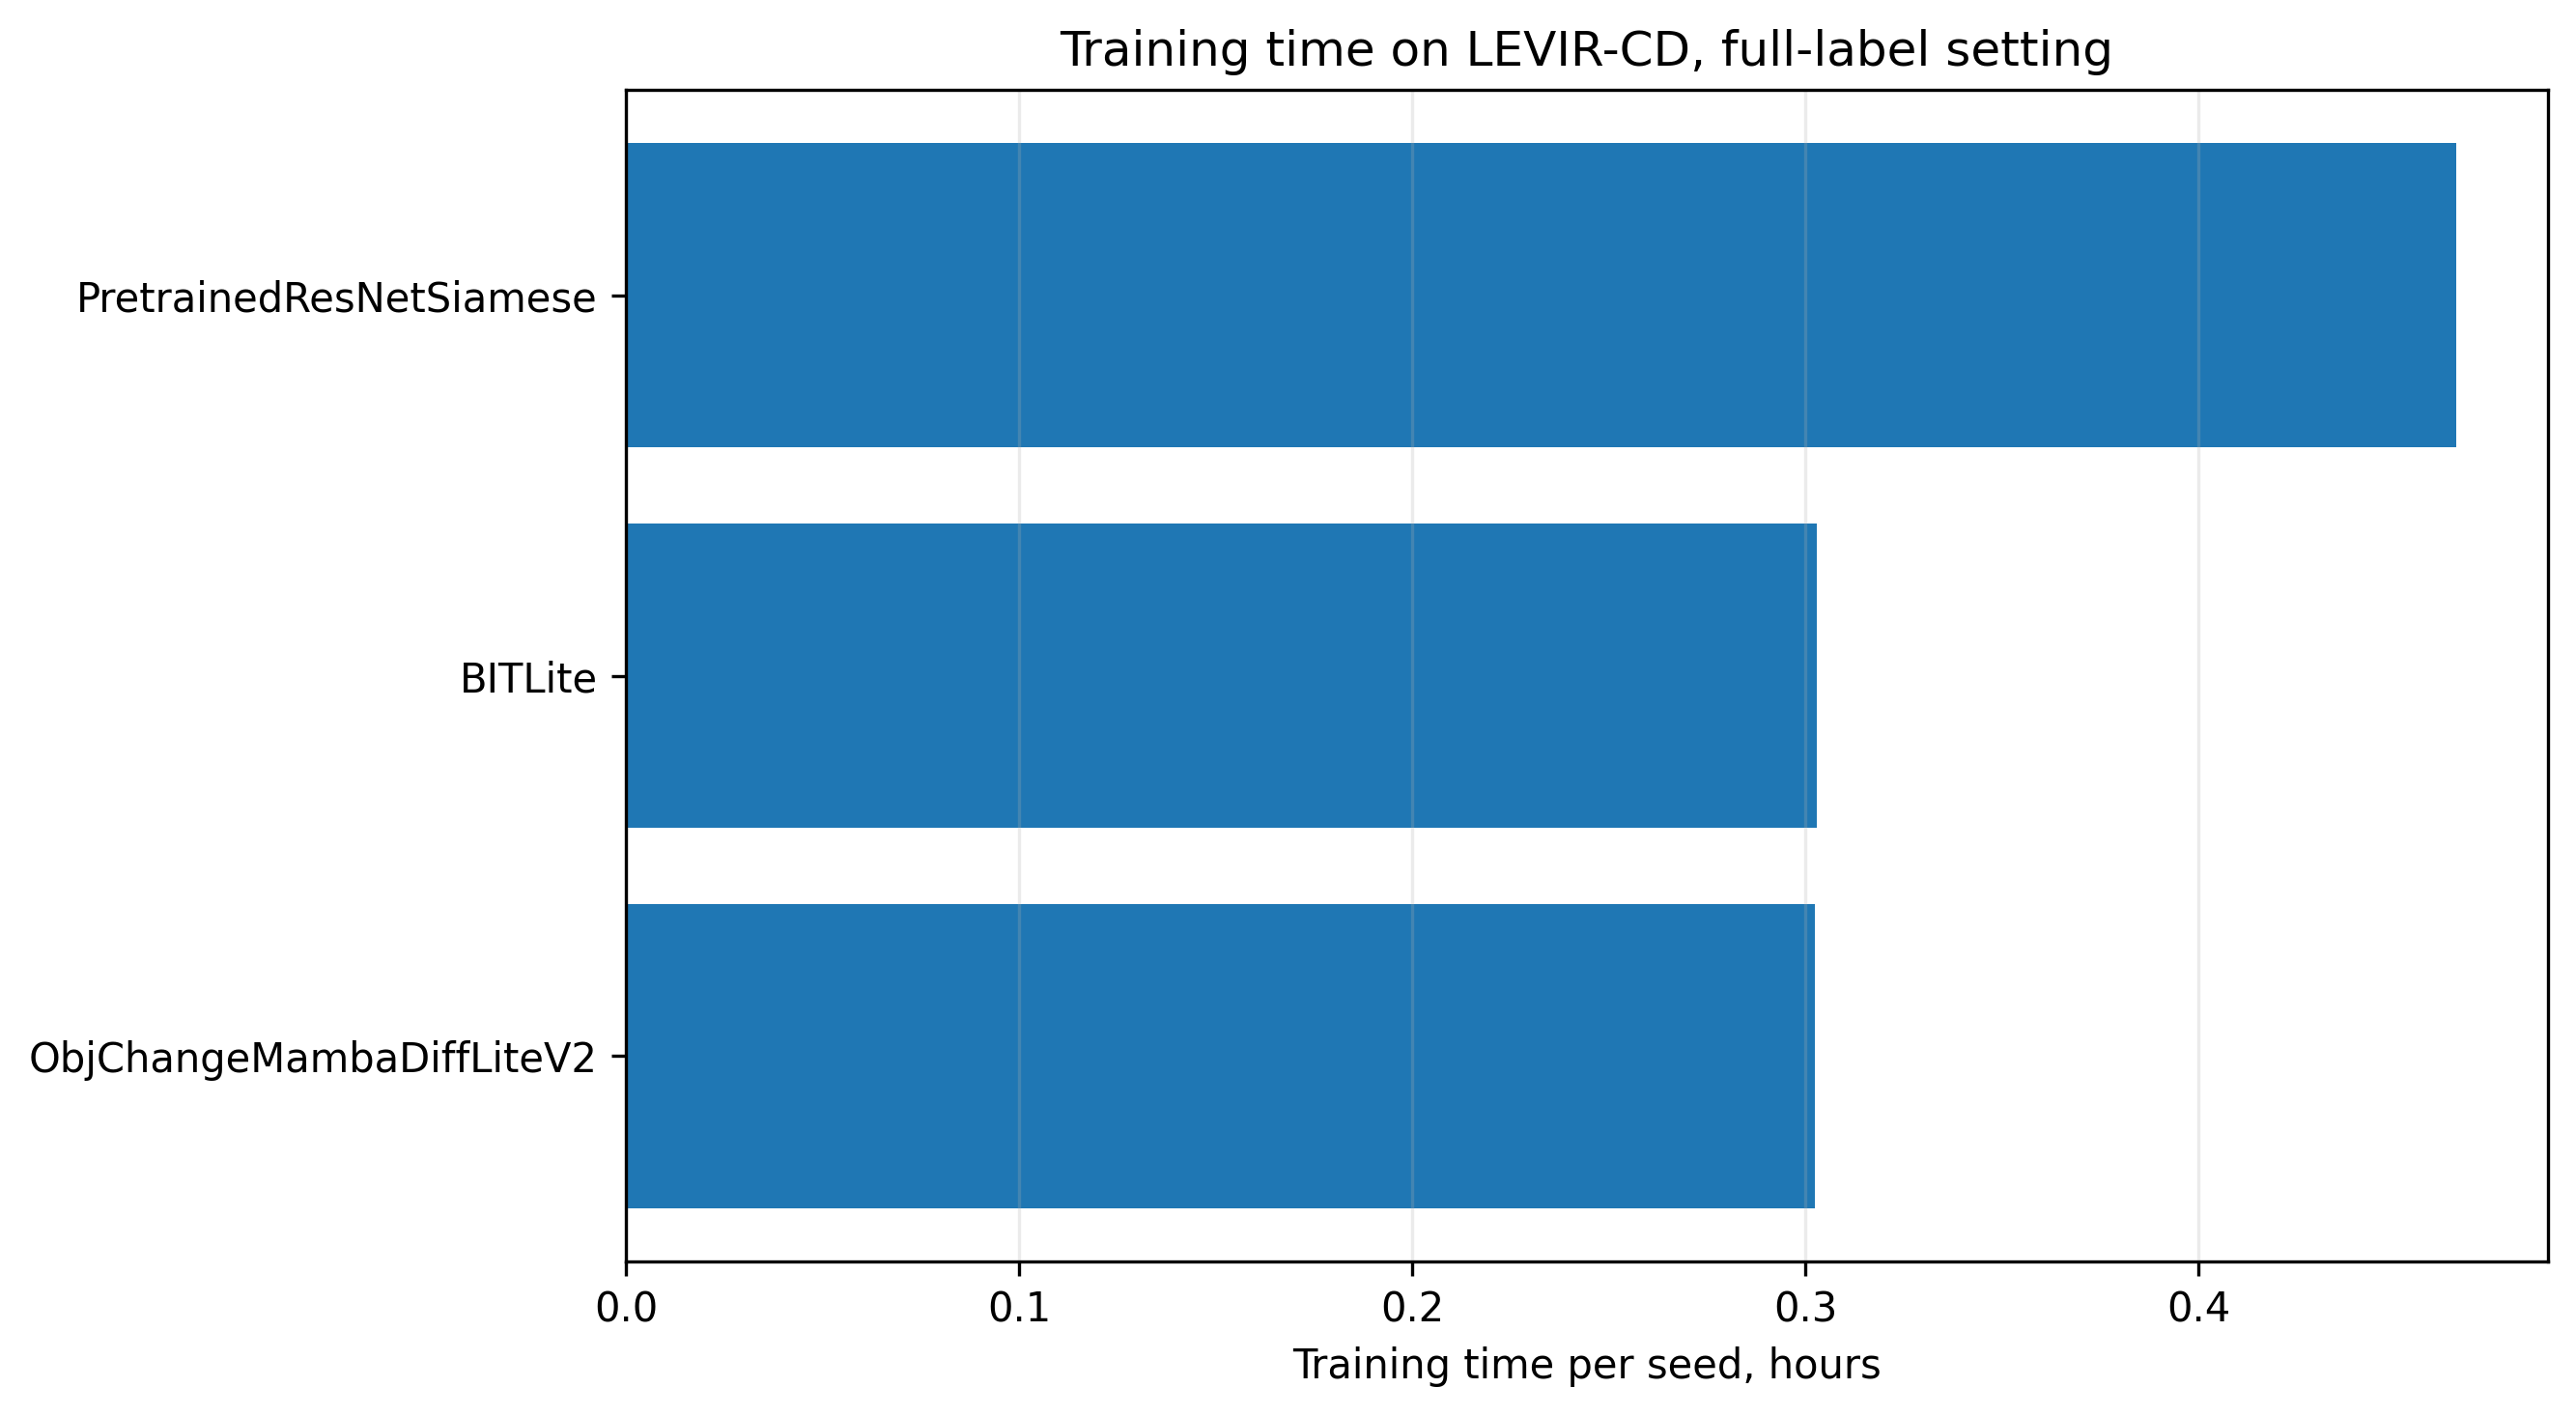 Training time on LEVIR-CD, full-label setting
PretrainedResNetSiamese
BITLite
ObjChangeMambaDiffLiteV2
0.0 0.1 0.2 0.3 0.4
Training time per seed, hours